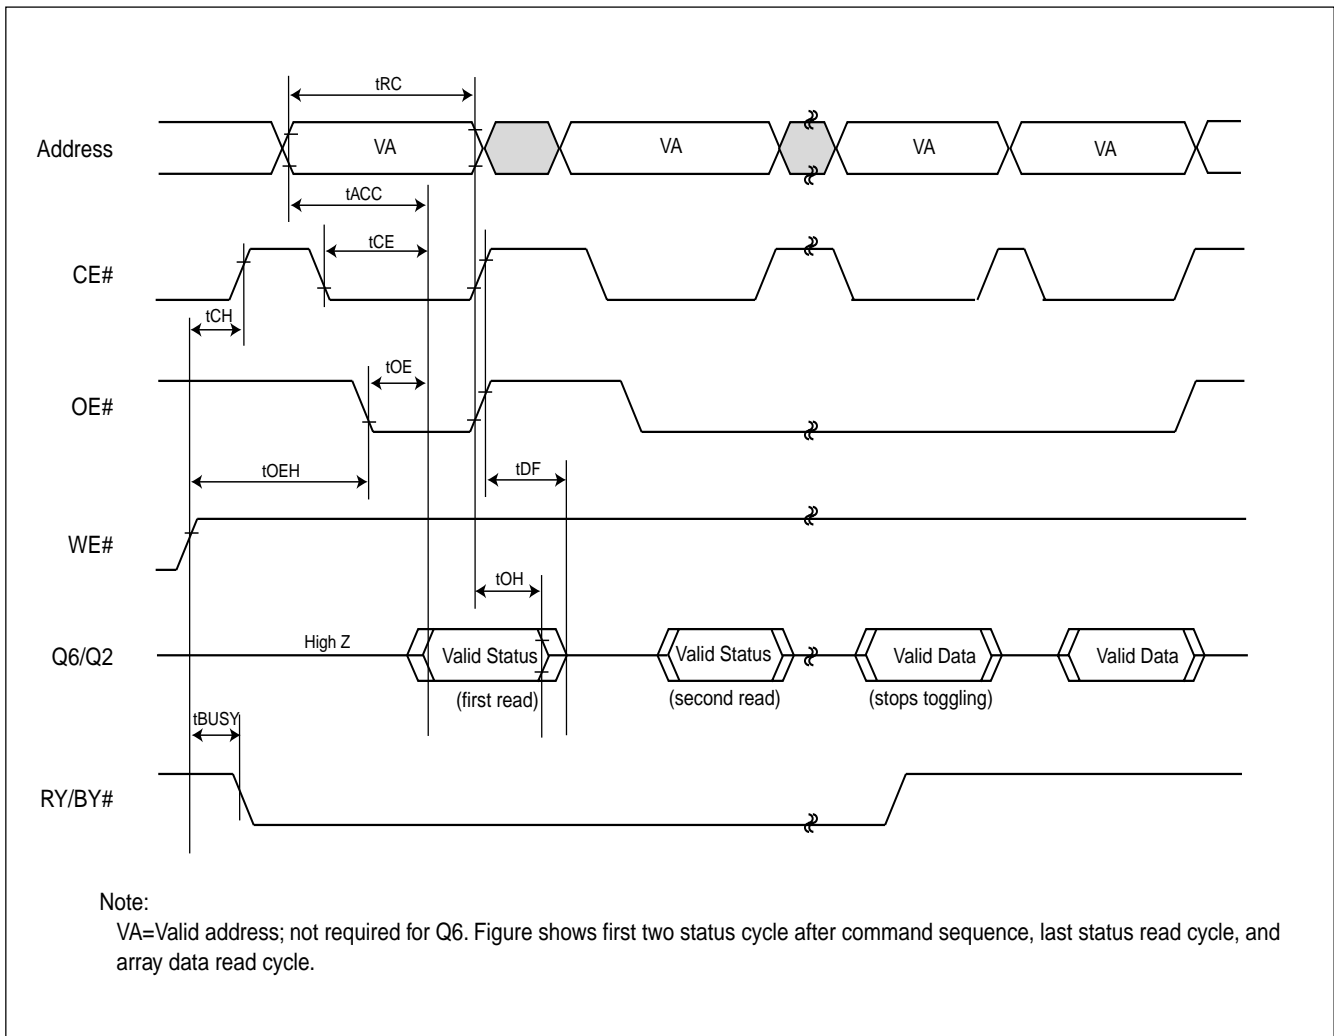 tRC
Address
VA
VA
VA
VA
tACC
tCE
CE#
tCH
tOE
OE#
tOEH
tDF
WE#
tOH
Q6/Q2
High Z
Valid Status
Valid Status
Valid Data
Valid Data
(first read)
(second read)
(stops toggling)
tBUSY
RY/BY#
Note:
VA=Valid address; not required for Q6. Figure shows first two status cycle after command sequence, last status read cycle, and
array data read cycle.